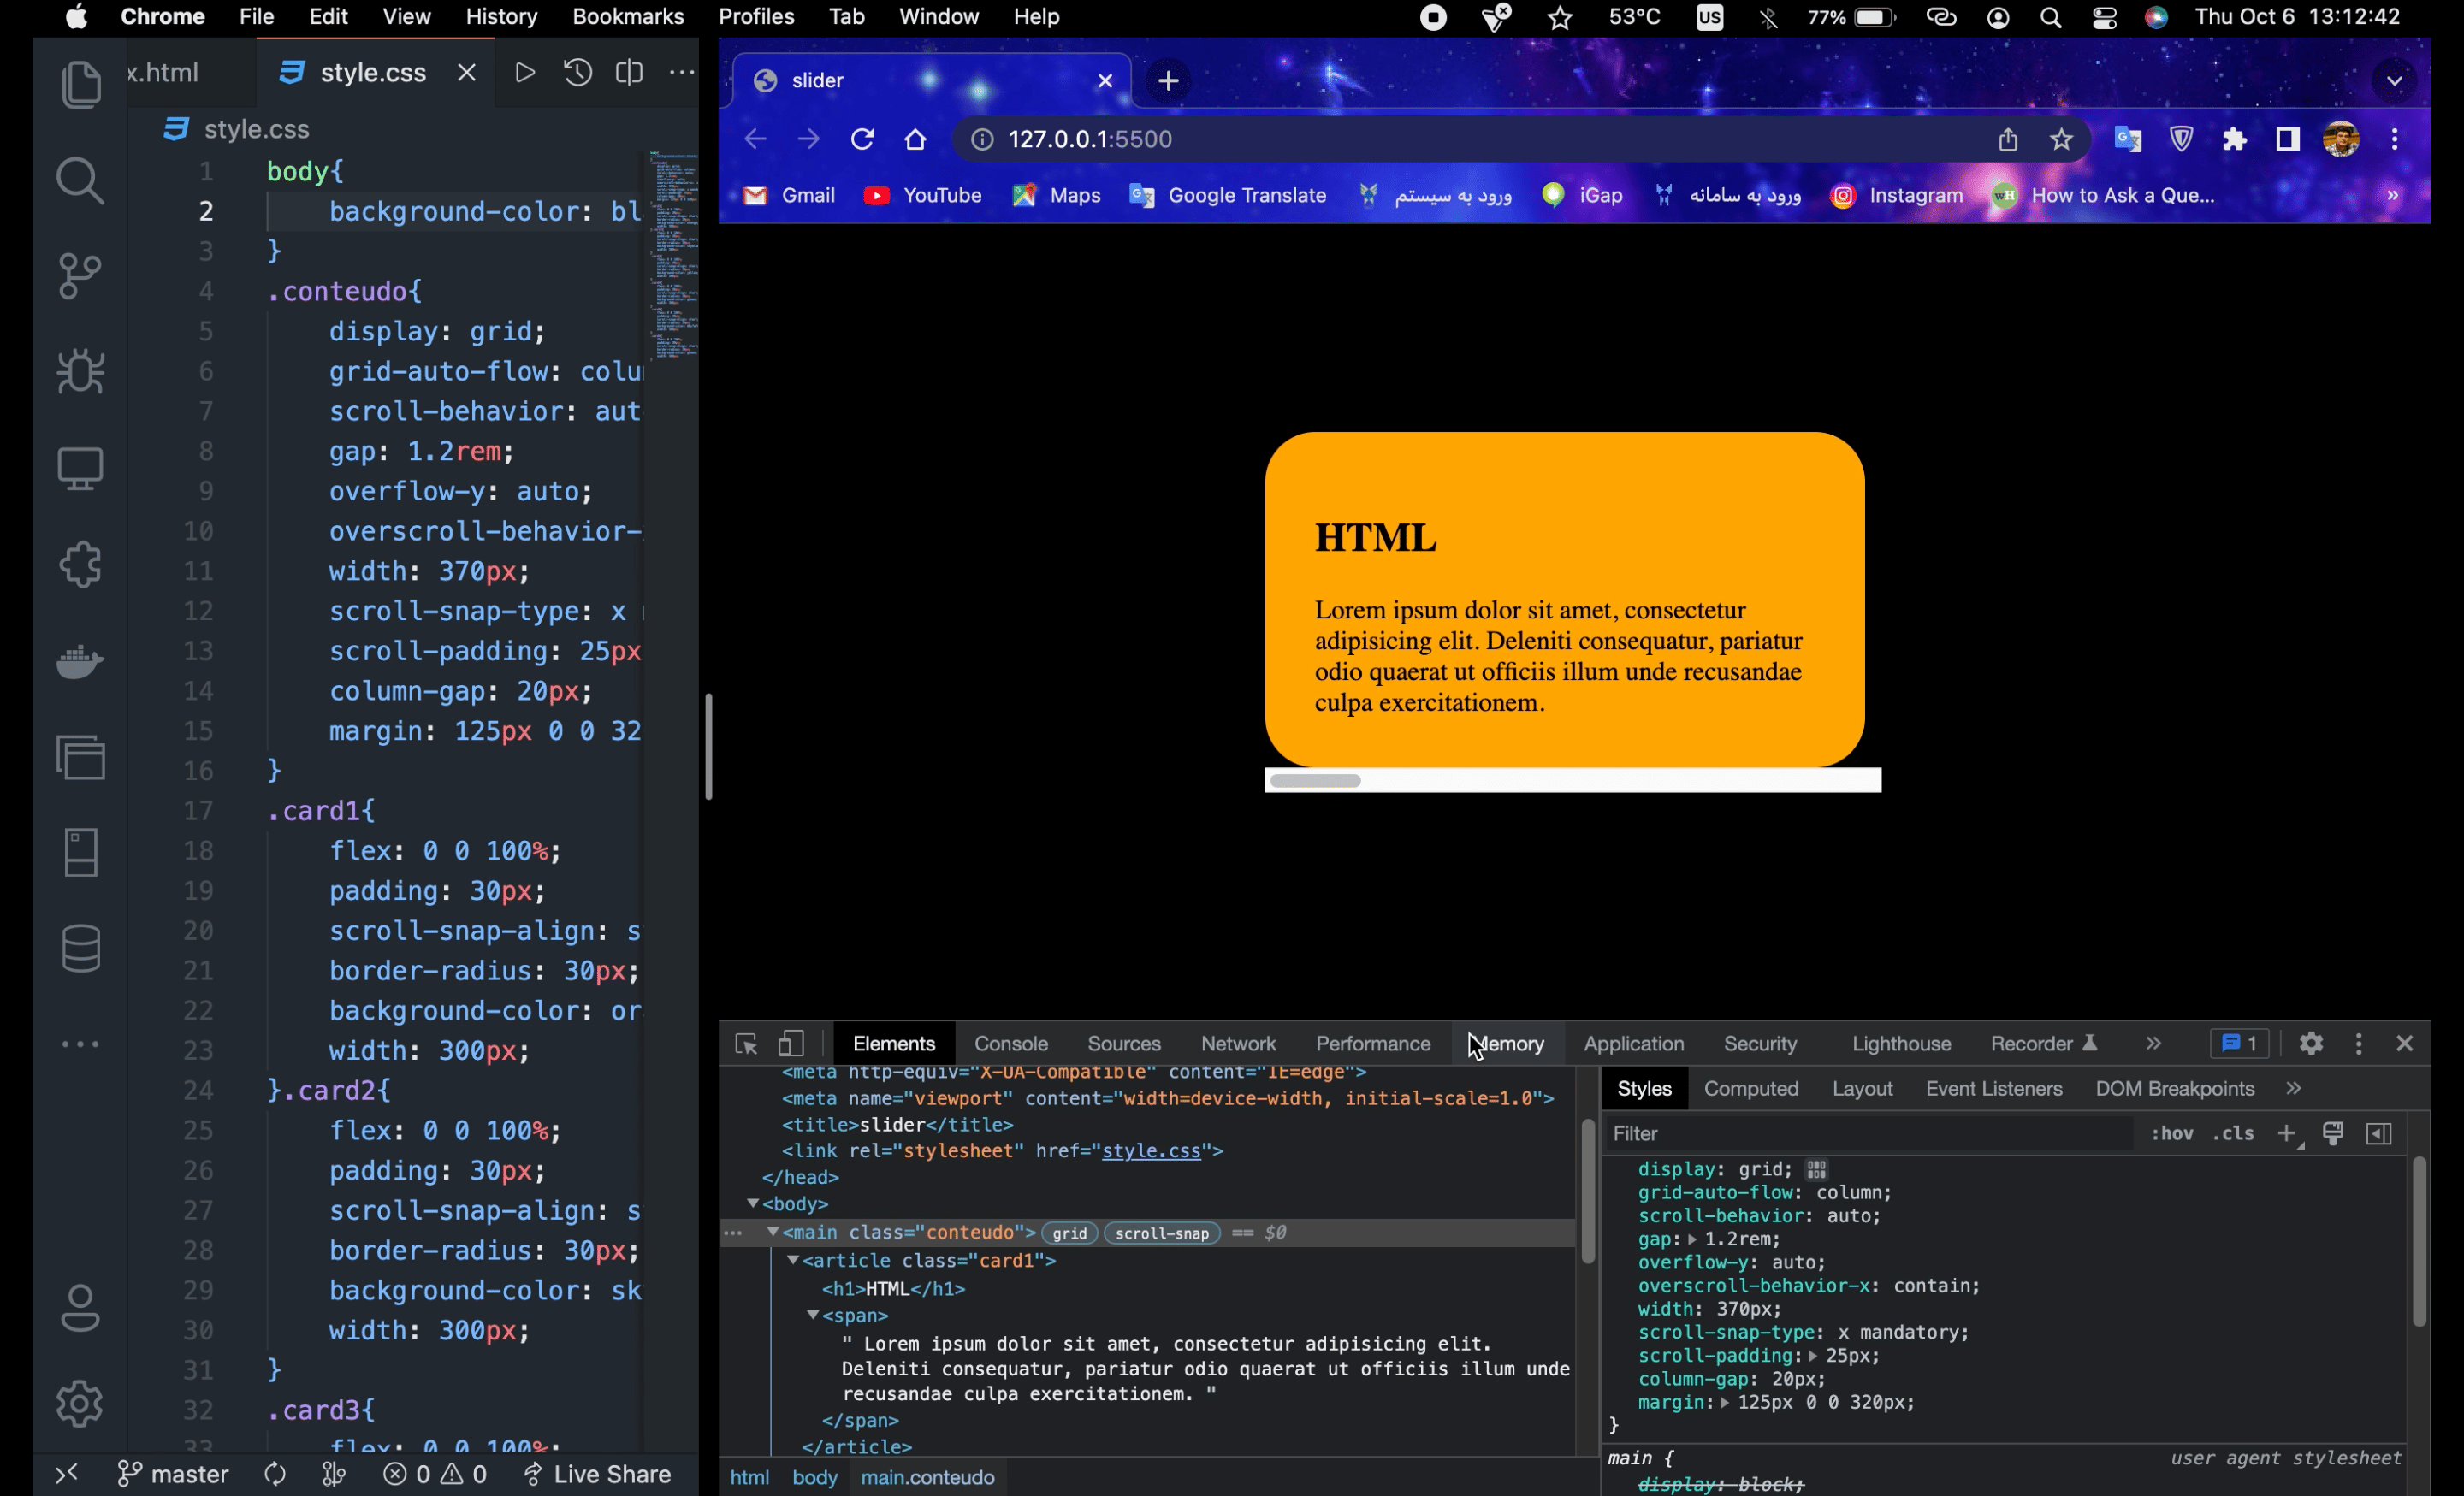 Chrome File Edit View History Bookmarks Profiles Tab Window Help 53°C US 77% Thu Oct 6 13:12:42
x.html style.css
style.css
1 body{
2 background-color: bl
3 }
4 .conteudo{
5 display: grid;
6 grid-auto-flow: colu
7 scroll-behavior: aut
8 gap: 1.2rem;
9 overflow-y: auto;
10 overscroll-behavior-
11 width: 370px;
12 scroll-snap-type: x
13 scroll-padding: 25px
14 column-gap: 20px;
15 margin: 125px 0 0 32
16 }
17 .card1{
18 flex: 0 0 100%;
19 padding: 30px;
20 scroll-snap-align: s
21 border-radius: 30px;
22 background-color: or
23 width: 300px;
24 }.card2{
25 flex: 0 0 100%;
26 padding: 30px;
27 scroll-snap-align: s
28 border-radius: 30px;
29 background-color: sk
30 width: 300px;
31 }
32 .card3{
33 flex: 0 0 100%;
master 0 0 Live Share
slider
127.0.0.1:5500
Gmail YouTube Maps Google Translate ورود به سیستم iGap ورود به سامانه Instagram How to Ask a Que... »
HTML
Lorem ipsum dolor sit amet, consectetur
adipisicing elit. Deleniti consequatur, pariatur
odio quaerat ut officiis illum unde recusandae
culpa exercitationem.
Elements Console Sources Network Performance Memory Application Security Lighthouse Recorder » 1
<meta http-equiv="X-UA-Compatible" content="IE=edge">
<meta name="viewport" content="width=device-width, initial-scale=1.0">
<title>slider</title>
<link rel="stylesheet" href="style.css">
</head>
<body>
<main class="conteudo"> grid scroll-snap == $0
<article class="card1">
<h1>HTML</h1>
<span>
" Lorem ipsum dolor sit amet, consectetur adipisicing elit.
Deleniti consequatur, pariatur odio quaerat ut officiis illum unde
recusandae culpa exercitationem. "
</span>
</article>
html body main.conteudo
Styles Computed Layout Event Listeners DOM Breakpoints »
Filter :hov .cls +
display: grid;
grid-auto-flow: column;
scroll-behavior: auto;
gap: 1.2rem;
overflow-y: auto;
overscroll-behavior-x: contain;
width: 370px;
scroll-snap-type: x mandatory;
scroll-padding: 25px;
column-gap: 20px;
margin: 125px 0 0 320px;
}
main { user agent stylesheet
display: block;